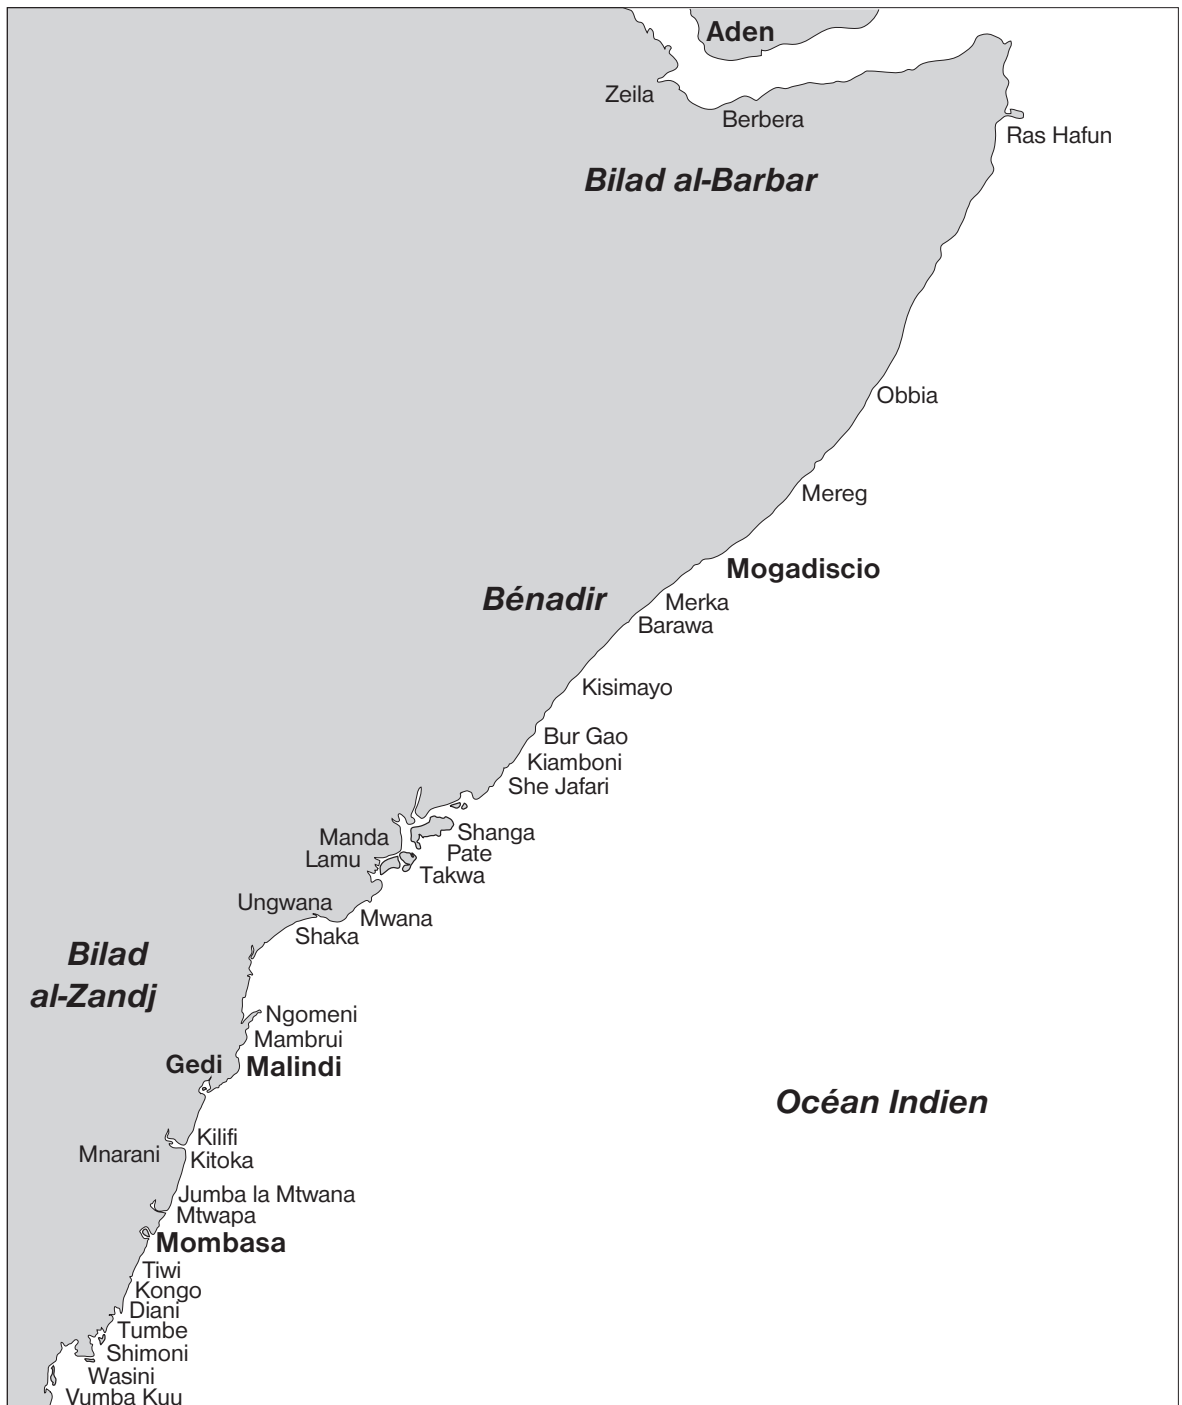 Aden
Zeila
Berbera
Ras Hafun
Bilad al-Barbar
Obbia
Mereg
Mogadiscio
Bénadir
Merka
Barawa
Kisimayo
Bur Gao
Kiamboni
She Jafari
Manda
Shanga
Lamu
Pate
Takwa
Ungwana
Mwana
Shaka
Bilad
al-Zandj
Ngomeni
Mambrui
Gedi
Malindi
Océan Indien
Kilifi
Mnarani
Kitoka
Jumba la Mtwana
Mtwapa
Mombasa
Tiwi
Kongo
Diani
Tumbe
Shimoni
Wasini
Vumba Kuu